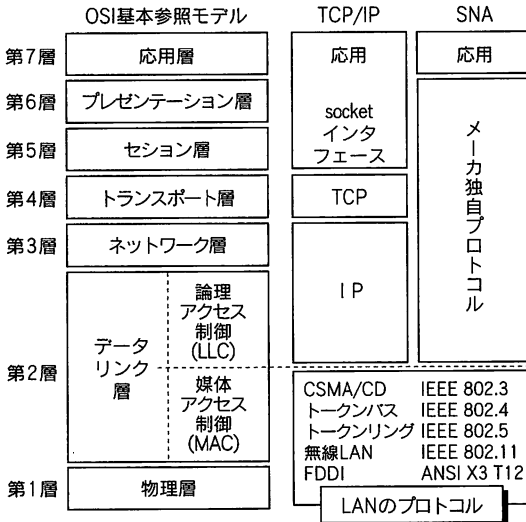 OSI基本参照モデル TCP/IP SNA
第7層 応用層 応用 応用
第6層 プレゼンテーション層
socket
インタ
フェース
第5層 セション層
第4層 トランスポート層 TCP
第3層 ネットワーク層
IP
メーカ独自プロトコル
第2層
データ
リンク
層
論理
アクセス
制御
(LLC)
媒体
アクセス
制御
(MAC)
CSMA/CD IEEE 802.3
トークンバス IEEE 802.4
トークンリング IEEE 802.5
無線LAN IEEE 802.11
FDDI ANSI X3 T12
第1層 物理層
LANのプロトコル